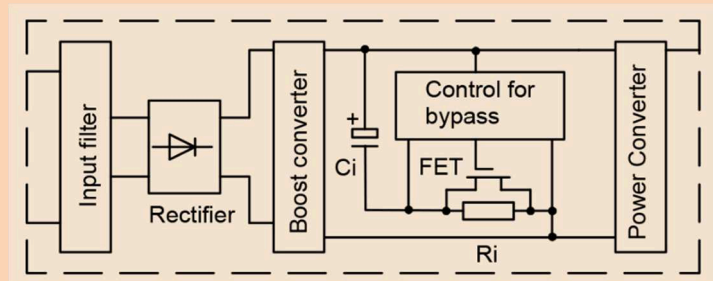 Input filter
Rectifier
Boost converter
+
Ci
Control for
bypass
FET
Ri
Power Converter